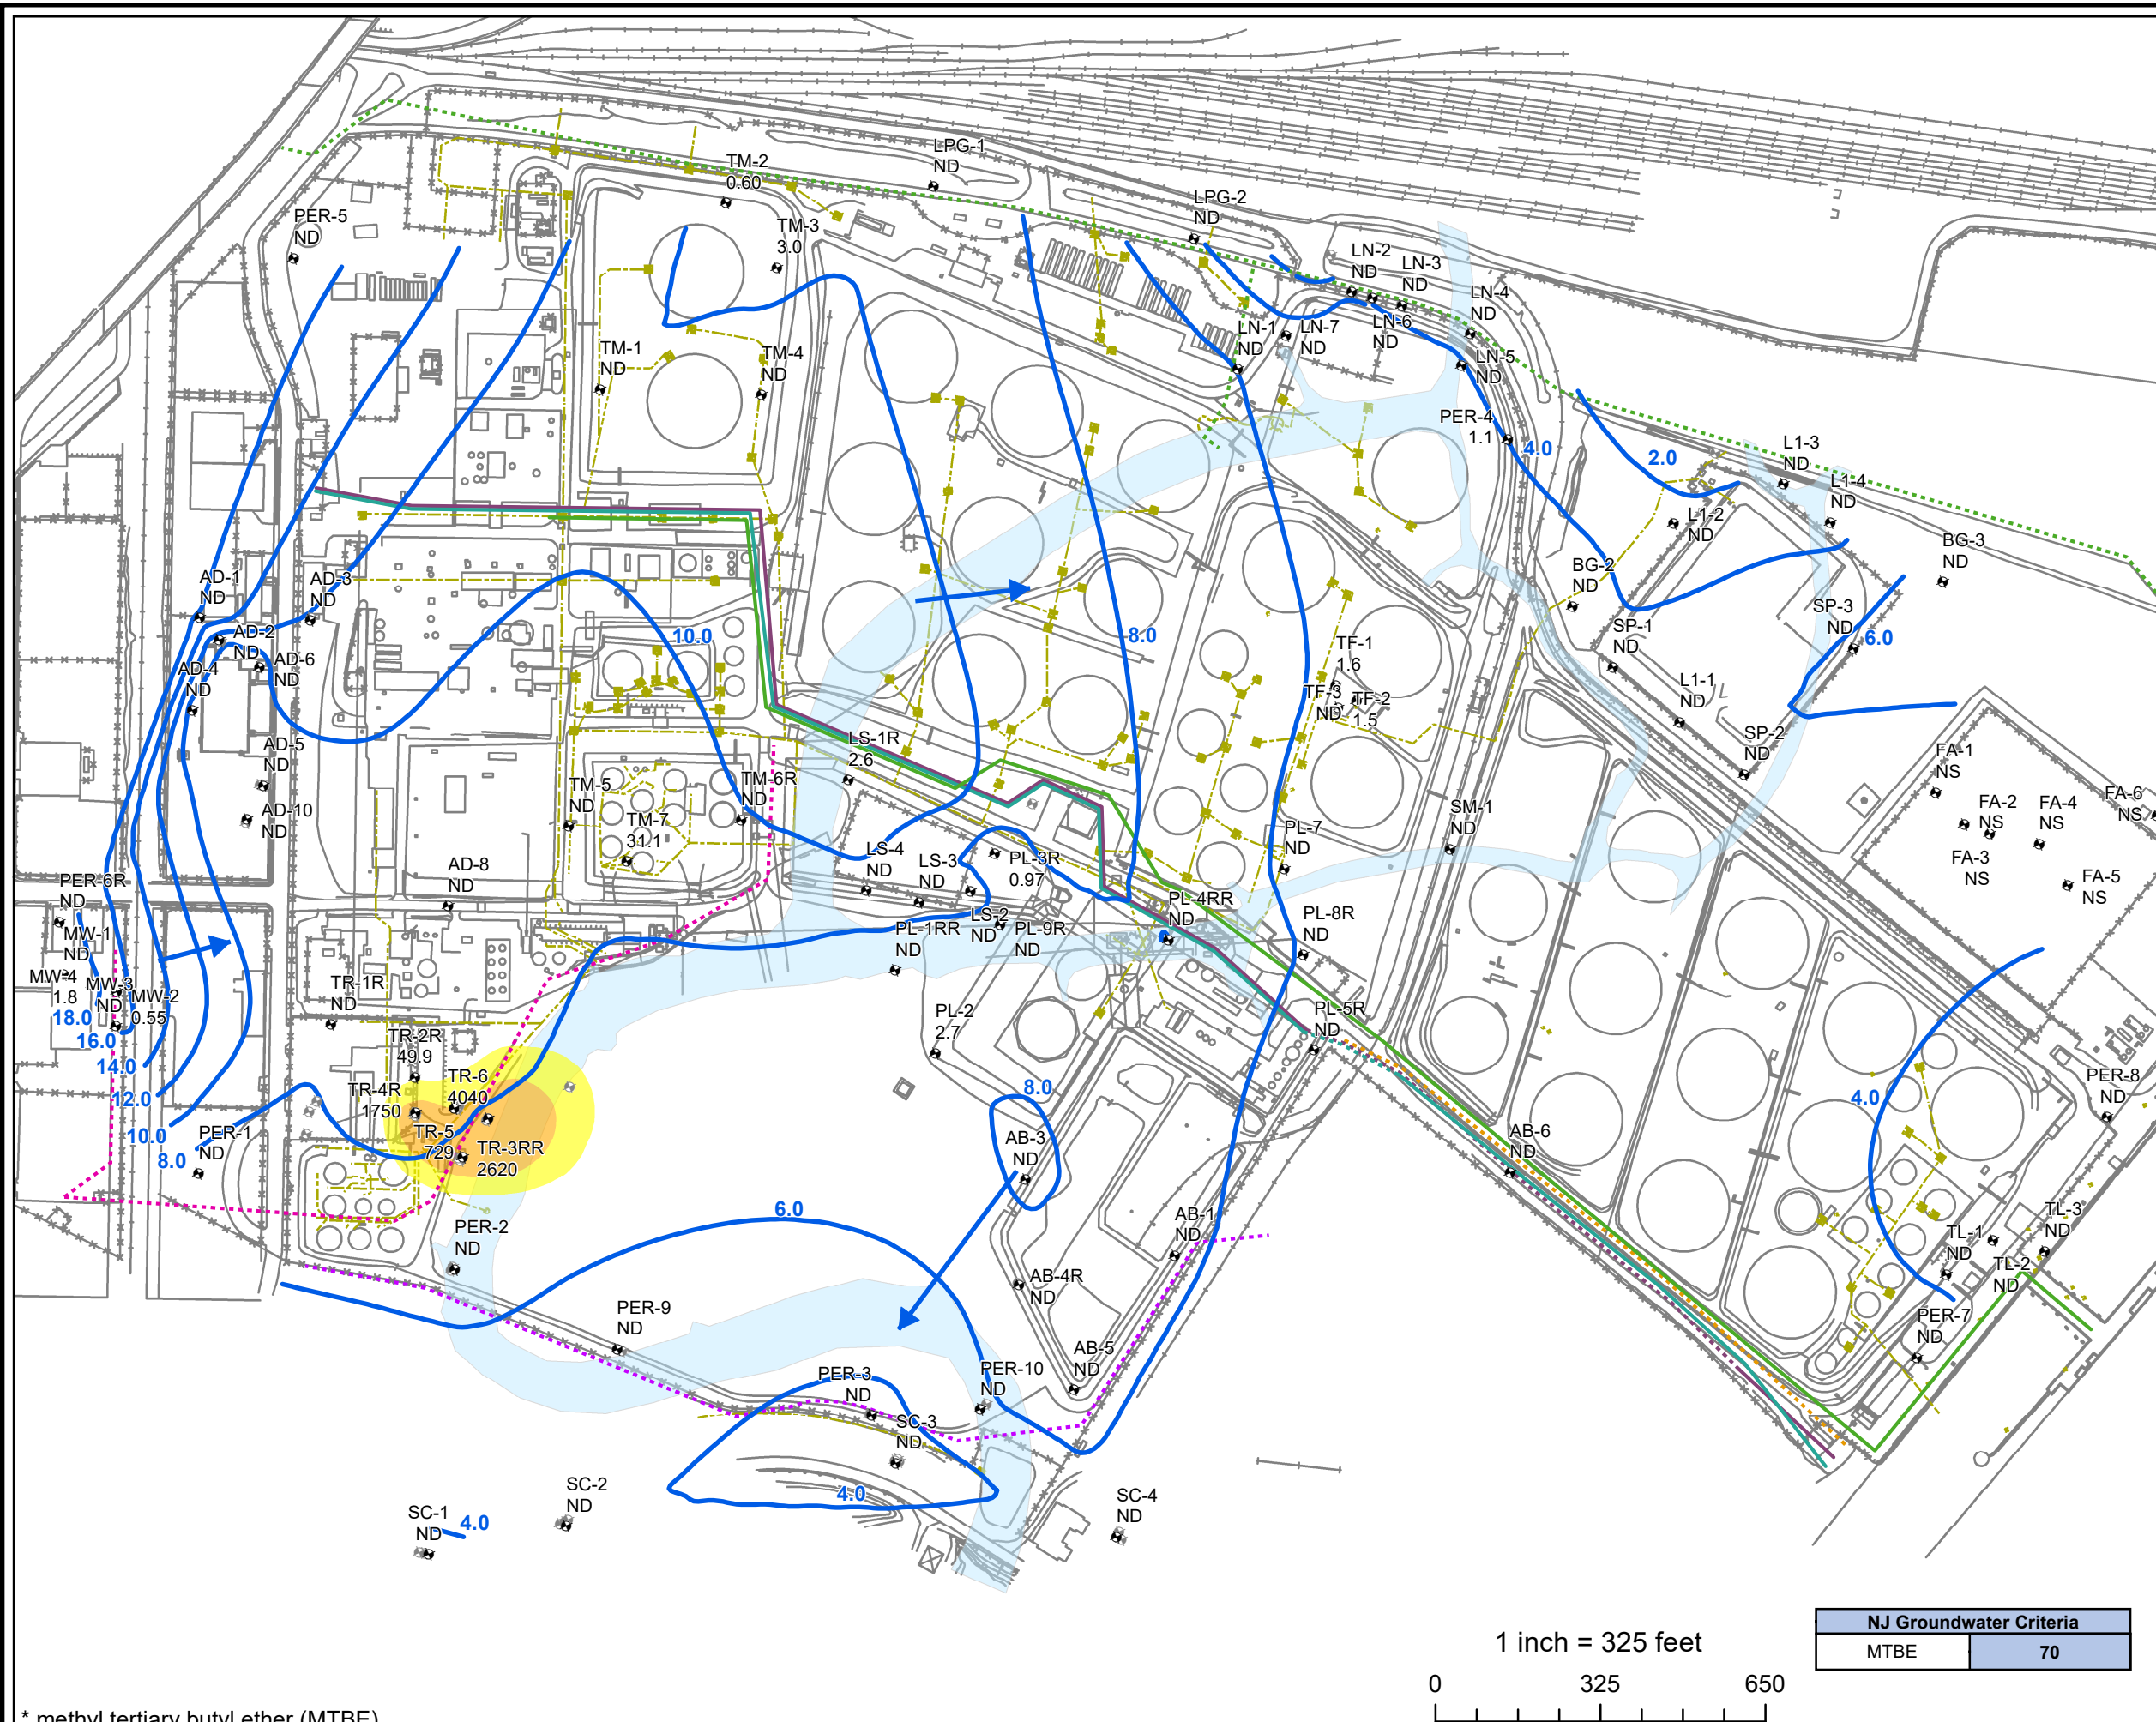 LPG-1
ND
TM-2
0.60
PER-5
ND
TM-3
3.0
LPG-2
ND
LN-2
ND
LN-3
ND
LN-4
ND
LN-1
ND
LN-7
ND
LN-6
ND
LN-5
ND
TM-1
ND
TM-4
ND
PER-4
1.1
4.0
2.0
L1-3
ND
L1-4
ND
L1-2
ND
BG-3
ND
BG-2
ND
AD-1
ND
AD-3
ND
AD-2
ND
AD-6
ND
AD-4
ND
10.0
8.0
SP-3
ND
6.0
SP-1
ND
TF-1
1.6
TF-3
ND
TF-2
1.5
L1-1
ND
SP-2
ND
AD-5
ND
LS-1R
2.6
FA-1
NS
TM-5
ND
TM-6R
ND
AD-10
ND
TM-7
31.1
SM-1
ND
FA-2
NS
FA-4
NS
FA-6
NS
PL-7
ND
LS-4
ND
LS-3
ND
PL-3R
0.97
FA-3
NS
FA-5
NS
AD-8
ND
PER-6R
ND
PL-4RR
ND
LS-2
ND
PL-8R
ND
MW-1
ND
PL-1RR
ND
PL-9R
ND
MW-4
1.8
MW-3
ND
MW-2
0.55
TR-1R
ND
18.0
16.0
14.0
12.0
10.0
8.0
PL-2
2.7
PL-5R
ND
TR-2R
49.9
TR-6
4040
TR-4R
1750
TR-5
729
TR-3RR
2620
8.0
4.0
PER-8
ND
PER-1
ND
AB-3
ND
AB-6
ND
6.0
PER-2
ND
AB-1
ND
TL-3
ND
TL-1
ND
TL-2
ND
AB-4R
ND
PER-9
ND
PER-7
ND
AB-5
ND
PER-3
ND
PER-10
ND
SC-3
ND
4.0
SC-2
ND
SC-1
ND
4.0
SC-4
ND
NJ Groundwater Criteria
MTBE 70
1 inch = 325 feet
0 325 650
* methyl tertiary butyl ether (MTBE)